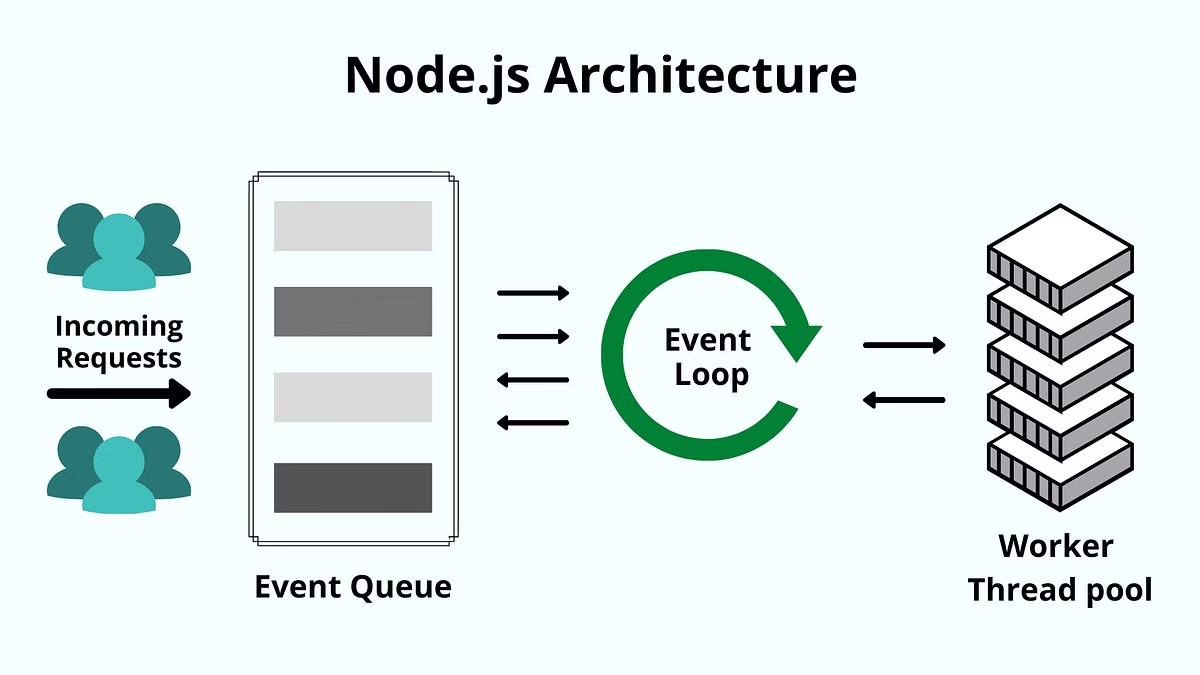 Node.js Architecture
Incoming
Requests
Event Queue
Event
Loop
Worker
Thread pool